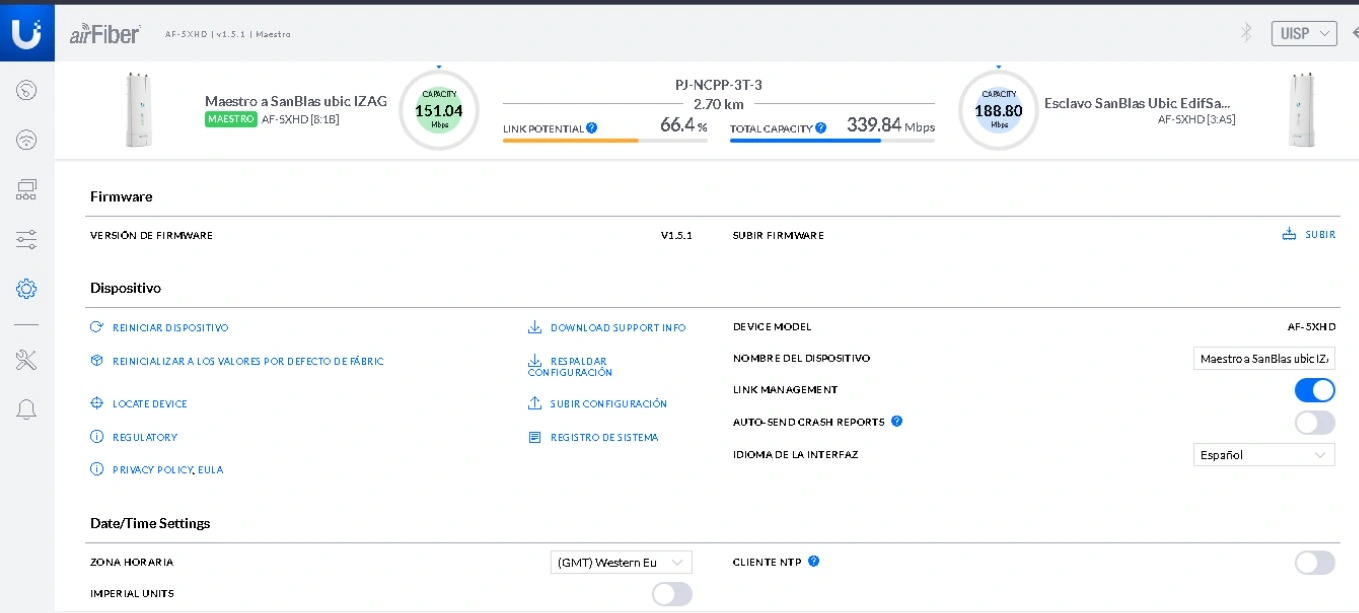 airFiber AF-5XHD | v1.5.1 | Maestro UISP
PJ-NCPP-3T-3
Maestro a SanBlas ubic IZAG
MAESTRO AF-5XHD [8:1B]
CAPACITY
151.04
Mbps
2.70 km
LINK POTENTIAL ? 66.4 %
TOTAL CAPACITY ? 339.84 Mbps
CAPACITY
188.80
Mbps
Esclavo SanBlas Ubic EdifSa...
AF-5XHD [3:A5]
Firmware
VERSIÓN DE FIRMWARE V1.5.1
SUBIR FIRMWARE SUBIR
Dispositivo
REINICIAR DISPOSITIVO
REINICIALIZAR A LOS VALORES POR DEFECTO DE FÁBRIC
LOCATE DEVICE
REGULATORY
PRIVACY POLICY, EULA
DOWNLOAD SUPPORT INFO
RESPALDAR
CONFIGURACIÓN
SUBIR CONFIGURACIÓN
REGISTRO DE SISTEMA
DEVICE MODEL AF-5XHD
NOMBRE DEL DISPOSITIVO Maestro a SanBlas ubic IZ
LINK MANAGEMENT
AUTO-SEND CRASH REPORTS ?
IDIOMA DE LA INTERFAZ Español
Date/Time Settings
ZONA HORARIA (GMT) Western Eu
CLIENTE NTP ?
IMPERIAL UNITS